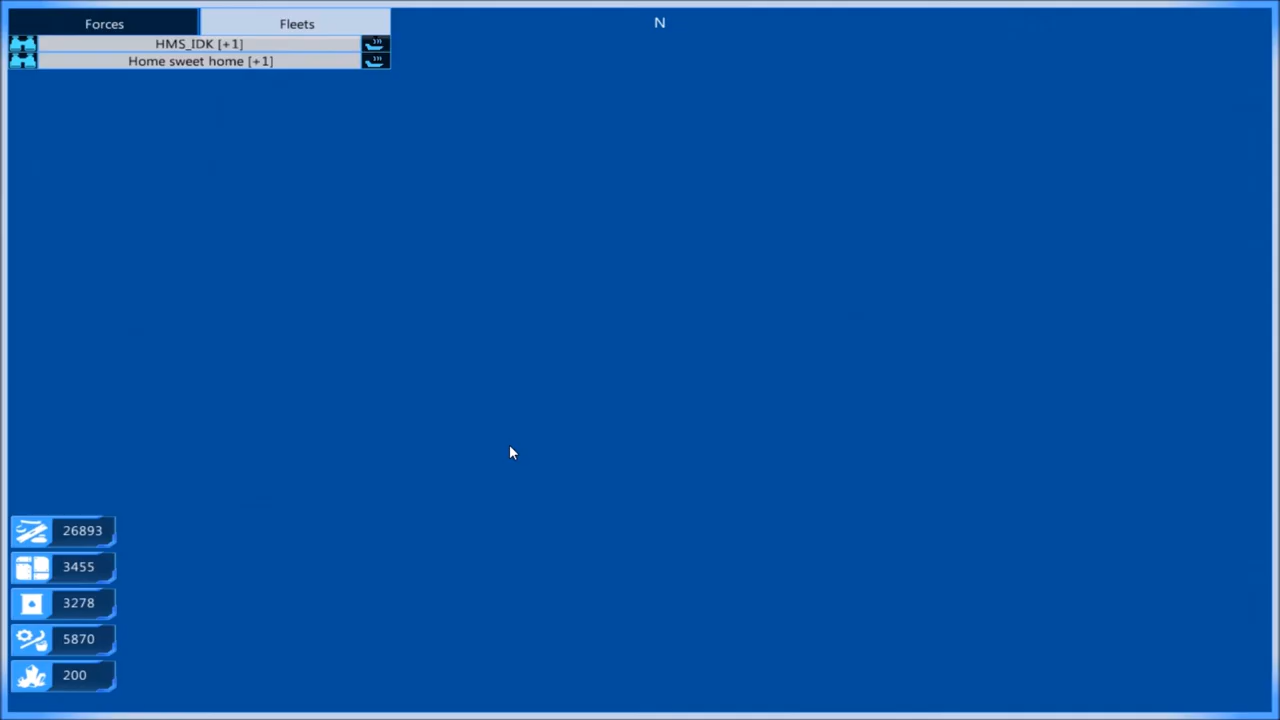 Forces
Fleets
N
HMS_IDK [+1]
Home sweet home [+1]
26893
3455
3278
5870
200